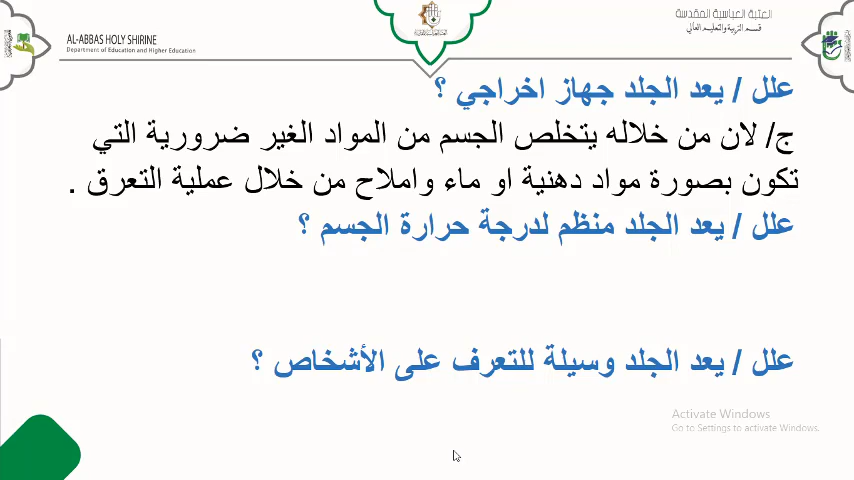 AL-ABBAS HOLY SHIRINE
Department of Education and Higher Education
العتبة العباسية المقدسة
قسم التربية والتعليم العالي
علل / يعد الجلد جهاز اخراجي ؟
ج/ لان من خلاله يتخلص الجسم من المواد الغير ضرورية التي
تكون بصورة مواد دهنية او ماء واملاح من خلال عملية التعرق .
علل / يعد الجلد منظم لدرجة حرارة الجسم ؟
علل / يعد الجلد وسيلة للتعرف على الأشخاص ؟
Activate Windows
Go to Settings to activate Windows.